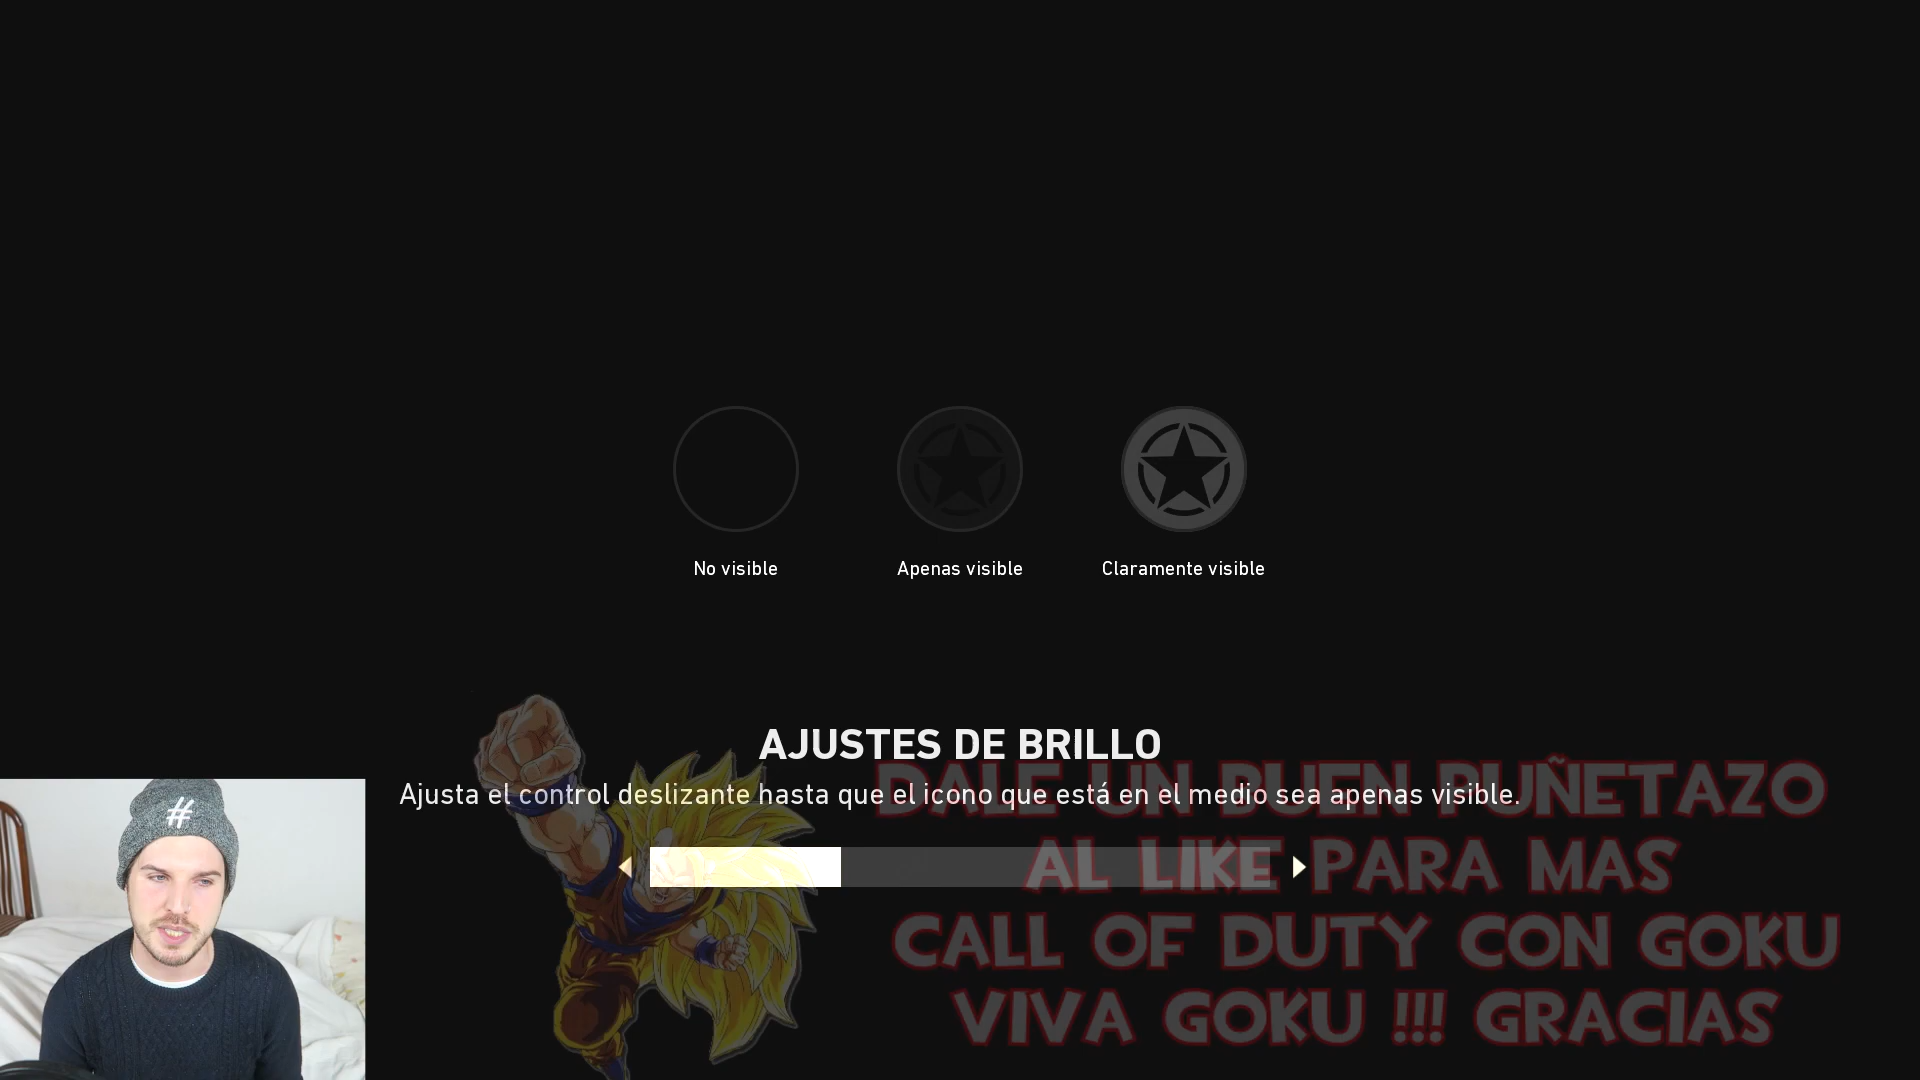 No visible
Apenas visible
Claramente visible
AJUSTES DE BRILLO
Ajusta el control deslizante hasta que el icono que está en el medio sea apenas visible.
DALE UN BUEN PUÑETAZO
AL LIKE PARA MAS
CALL OF DUTY CON GOKU
VIVA GOKU !!! GRACIAS
#